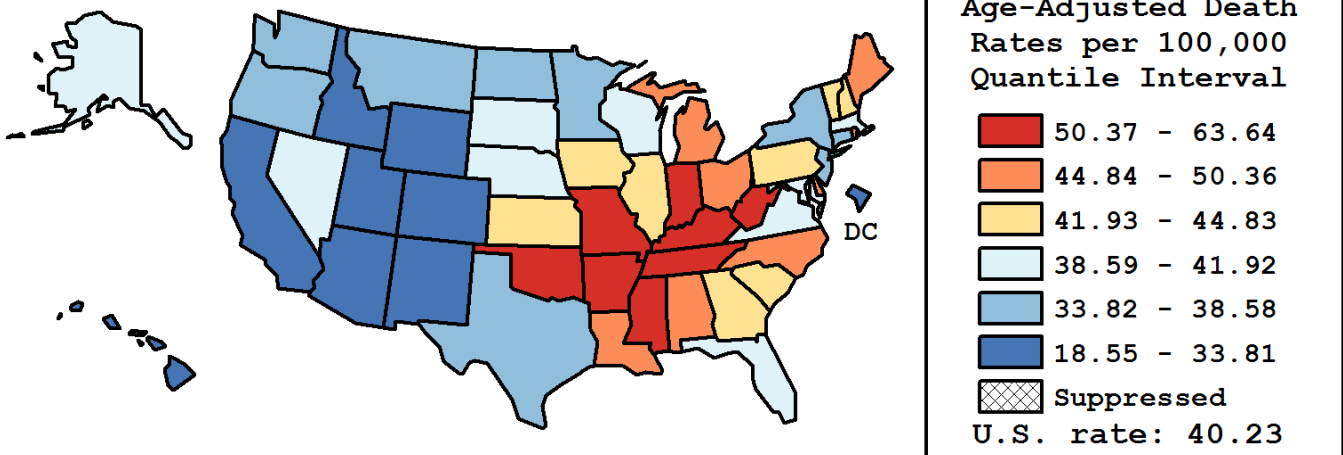 Age-Adjusted Death
Rates per 100,000
Quantile Interval
50.37 - 63.64
44.84 - 50.36
41.93 - 44.83
38.59 - 41.92
33.82 - 38.58
18.55 - 33.81
Suppressed
U.S. rate: 40.23
DC